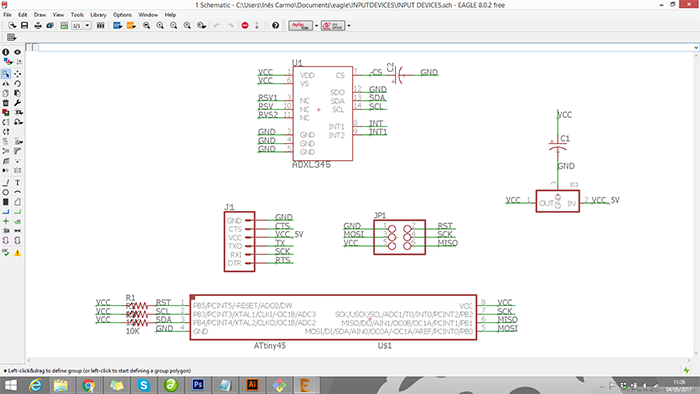 1 Schematic - C:\Users\Inês Carmo\Documents\eagle\INPUTDEVICES\INPUT DEVICES.sch - EAGLE 8.0.2 free
File Edit Draw View Tools Library Options Window Help
1/1
U1
VCC 1 VDD CS 7 CS C2 GND
VCC 6 VS
SDO 12 GND
RSV1 3 NC SDA 13 SDA
RSV 10 NC SCL 14 SCL
RVS2 11 NC
INT1 8 INT
GND 2 GND INT2 9 INT1
GND 4 GND
GND 5 GND
ADXL345
VCC
C1
GND
3
IC1
VCC 1 OUT GND IN 2 VCC_5V
J1
GND GND
CTS CTS
VCC VCC_5V
TXO TX
RXI SCK
DTR RTS
JP1
GND 1 2 RST
MOSI 3 4 SCK
VCC 5 6 MISO
R1
VCC RST 1 PB5/PCINT5/-RESET/ADC0/DW VCC 8 VCC
VCC SCL 2 PB3/PCINT3/XTAL1/CLKI/-OC1B/ADC3 SCK/USCK/SCL/ADC1/T0/INT0/PCINT2/PB2 7 SCK
VCC SDA 3 PB4/PCINT4/XTAL2/CLKO/OC1B/ADC2 MISO/DO/AIN1/OC0B/OC1A/PCINT1/PB1 6 MISO
10K GND 4 GND MOSI/DI/SDA/AIN0/OC0A/-OC1A/AREF/PCINT0/PB0 5 MOSI
ATtiny45 U$1
Left-click&drag to define group (or left-click to start defining a group polygon)
11:26
04/05/2017